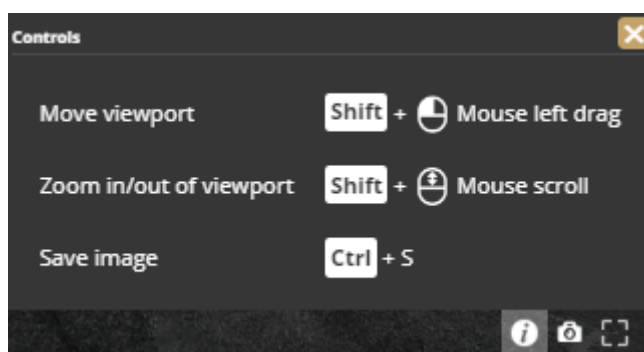 Controls
Move viewport Shift + Mouse left drag
Zoom in/out of viewport Shift + Mouse scroll
Save image Ctrl + S